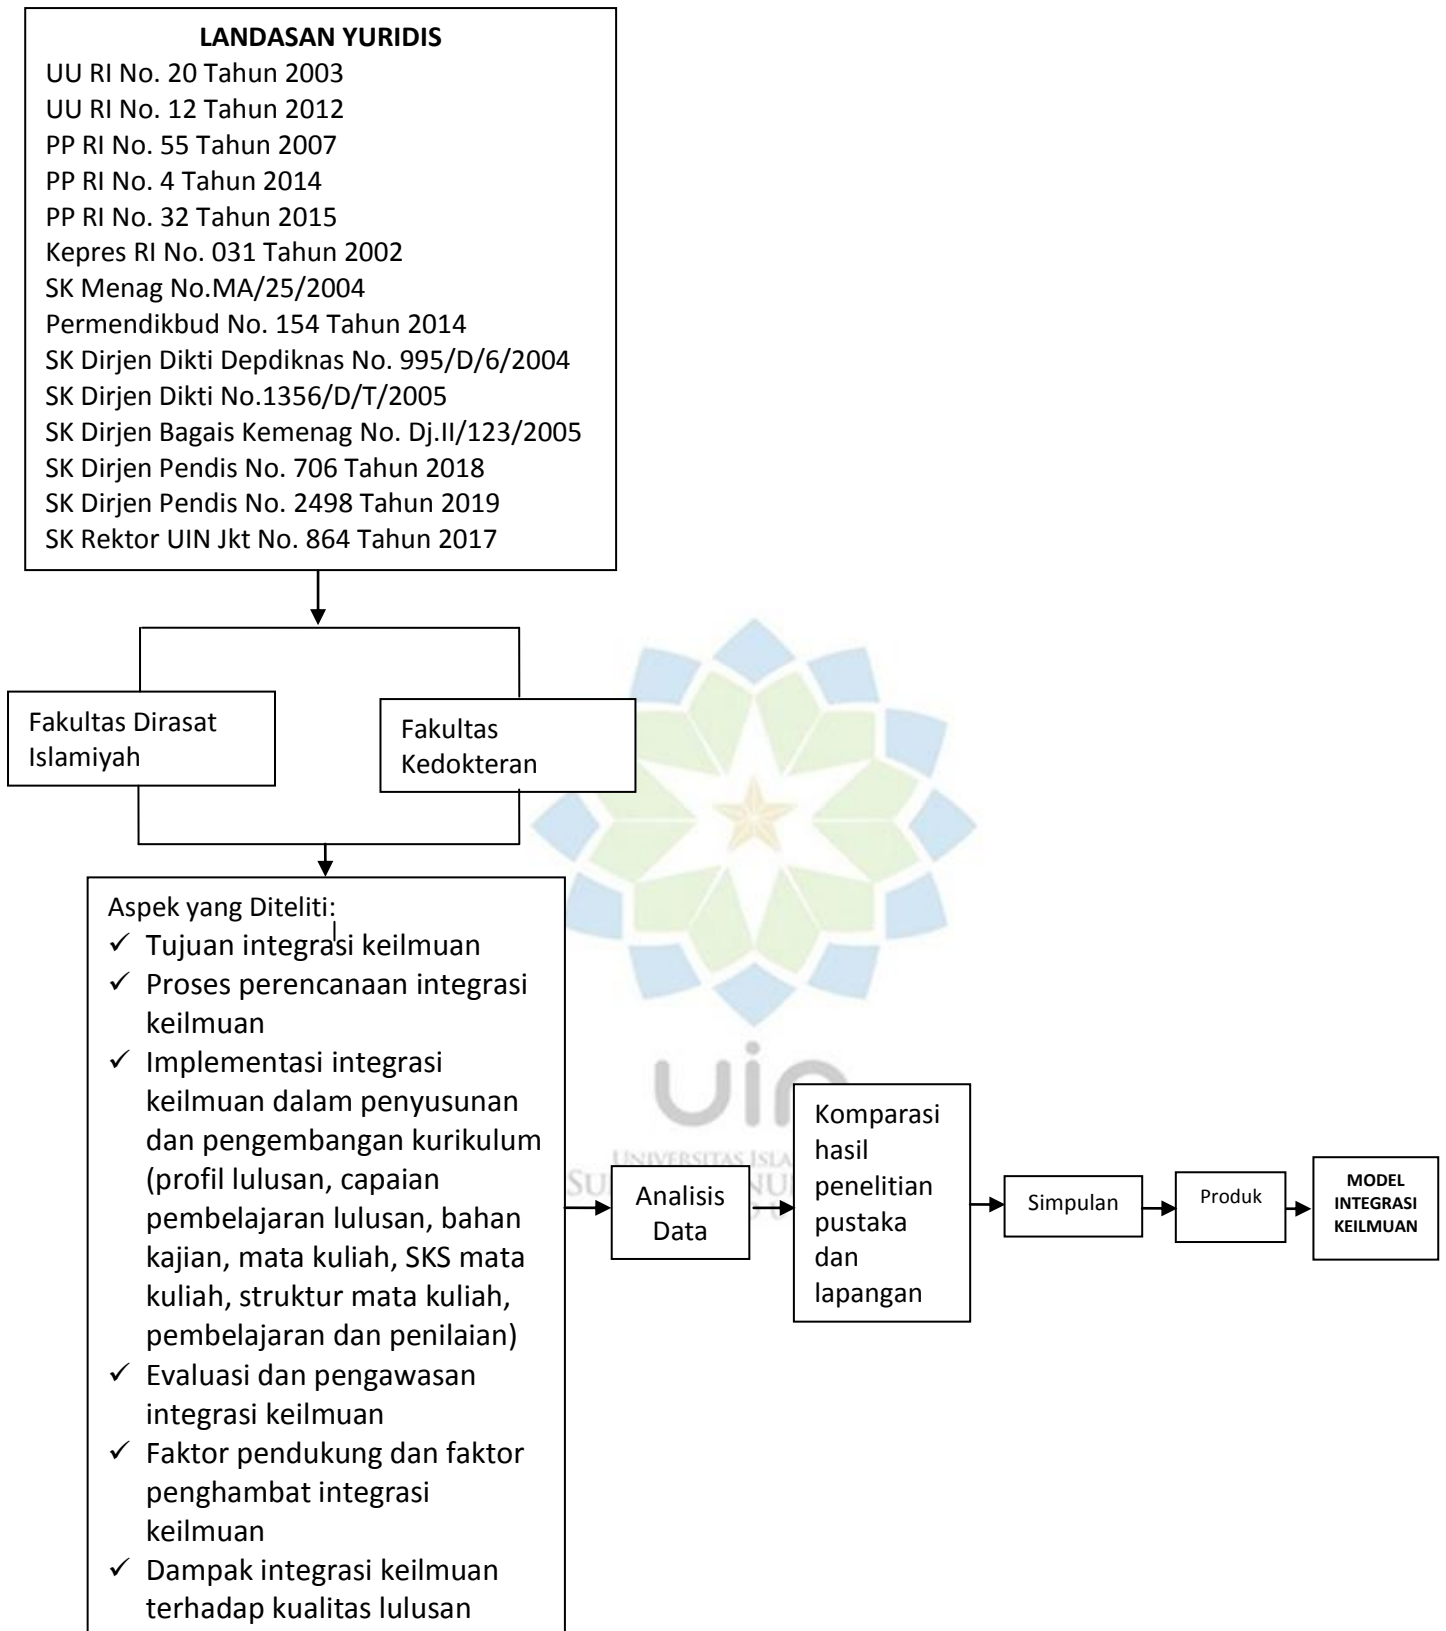 LANDASAN YURIDIS
UU RI No. 20 Tahun 2003
UU RI No. 12 Tahun 2012
PP RI No. 55 Tahun 2007
PP RI No. 4 Tahun 2014
PP RI No. 32 Tahun 2015
Kepres RI No. 031 Tahun 2002
SK Menag No.MA/25/2004
Permendikbud No. 154 Tahun 2014
SK Dirjen Dikti Depdiknas No. 995/D/6/2004
SK Dirjen Dikti No.1356/D/T/2005
SK Dirjen Bagais Kemenag No. Dj.II/123/2005
SK Dirjen Pendis No. 706 Tahun 2018
SK Dirjen Pendis No. 2498 Tahun 2019
SK Rektor UIN Jkt No. 864 Tahun 2017
Fakultas Dirasat
Islamiyah
Fakultas
Kedokteran
Aspek yang Diteliti:
✓ Tujuan integrasi keilmuan
✓ Proses perencanaan integrasi
keilmuan
✓ Implementasi integrasi
keilmuan dalam penyusunan
dan pengembangan kurikulum
(profil lulusan, capaian
pembelajaran lulusan, bahan
kajian, mata kuliah, SKS mata
kuliah, struktur mata kuliah,
pembelajaran dan penilaian)
✓ Evaluasi dan pengawasan
integrasi keilmuan
✓ Faktor pendukung dan faktor
penghambat integrasi
keilmuan
✓ Dampak integrasi keilmuan
terhadap kualitas lulusan
uin
UNIVERSITAS
Analisis
Data
Komparasi
hasil
penelitian
pustaka
dan
lapangan
Simpulan
Produk
MODEL
INTEGRASI
KEILMUAN